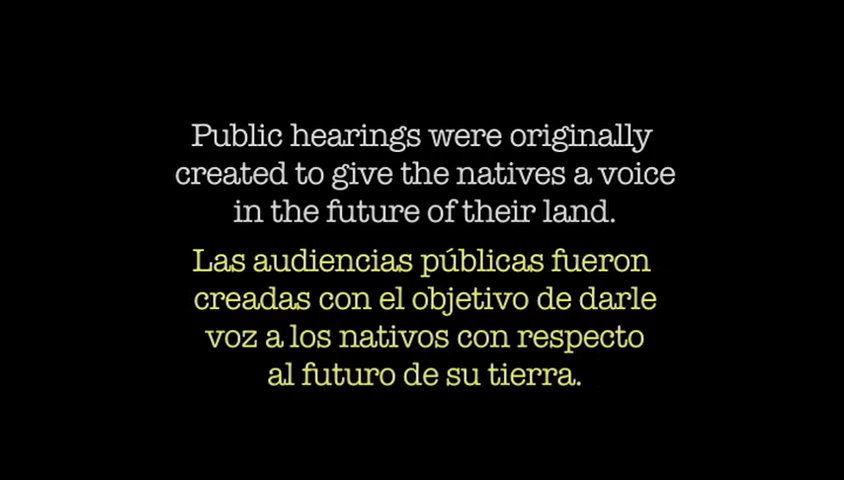 Public hearings were originally
created to give the natives a voice
in the future of their land.
Las audiencias públicas fueron
creadas con el objetivo de darle
voz a los nativos con respecto
al futuro de su tierra.